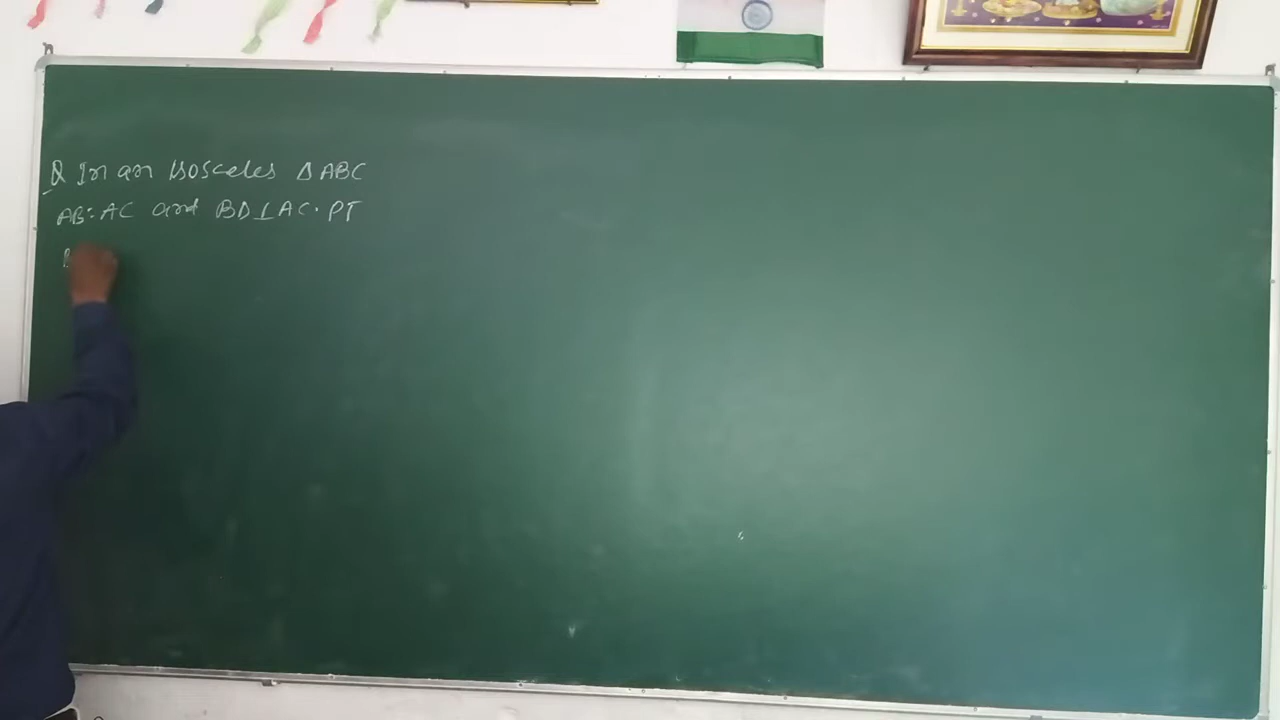 Q In an isosceles Δ ABC
AB = AC and BD ⊥ AC. PT